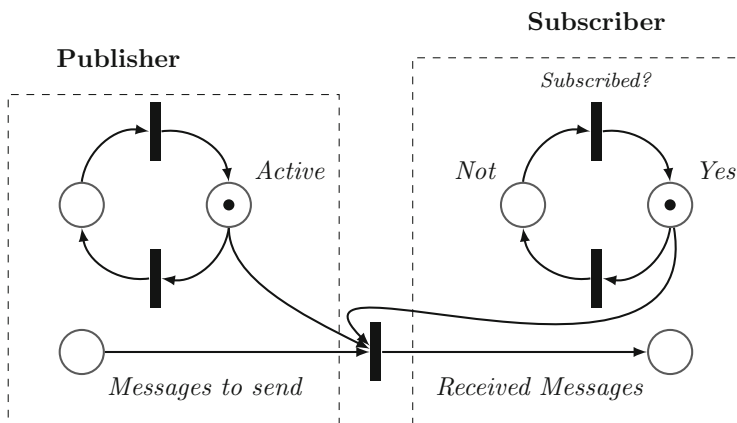 Subscriber
Publisher
Subscribed?
Active
Not
Yes
Messages to send
Received Messages